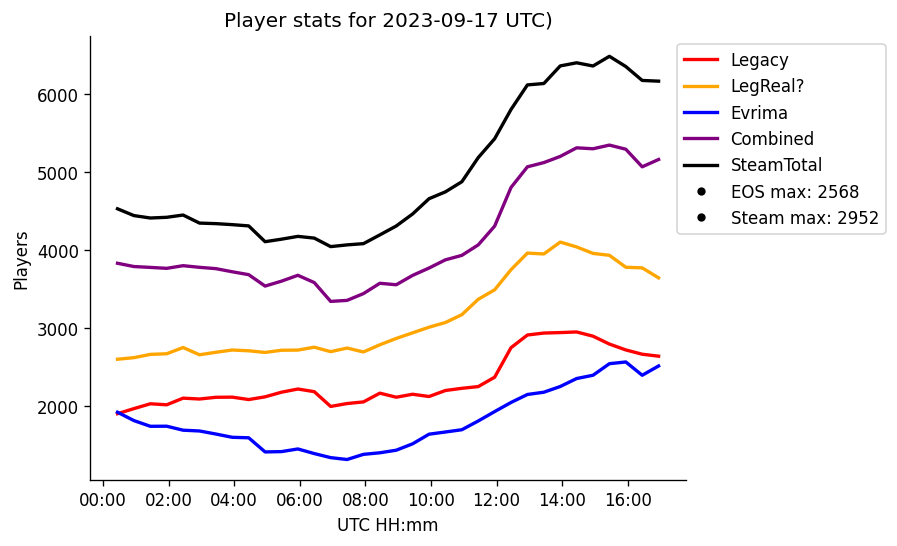 Player stats for 2023-09-17 UTC)
Legacy
LegReal?
Evrima
Combined
SteamTotal
EOS max: 2568
Steam max: 2952
Players
6000
5000
4000
3000
2000
00:00 02:00 04:00 06:00 08:00 10:00 12:00 14:00 16:00
UTC HH:mm